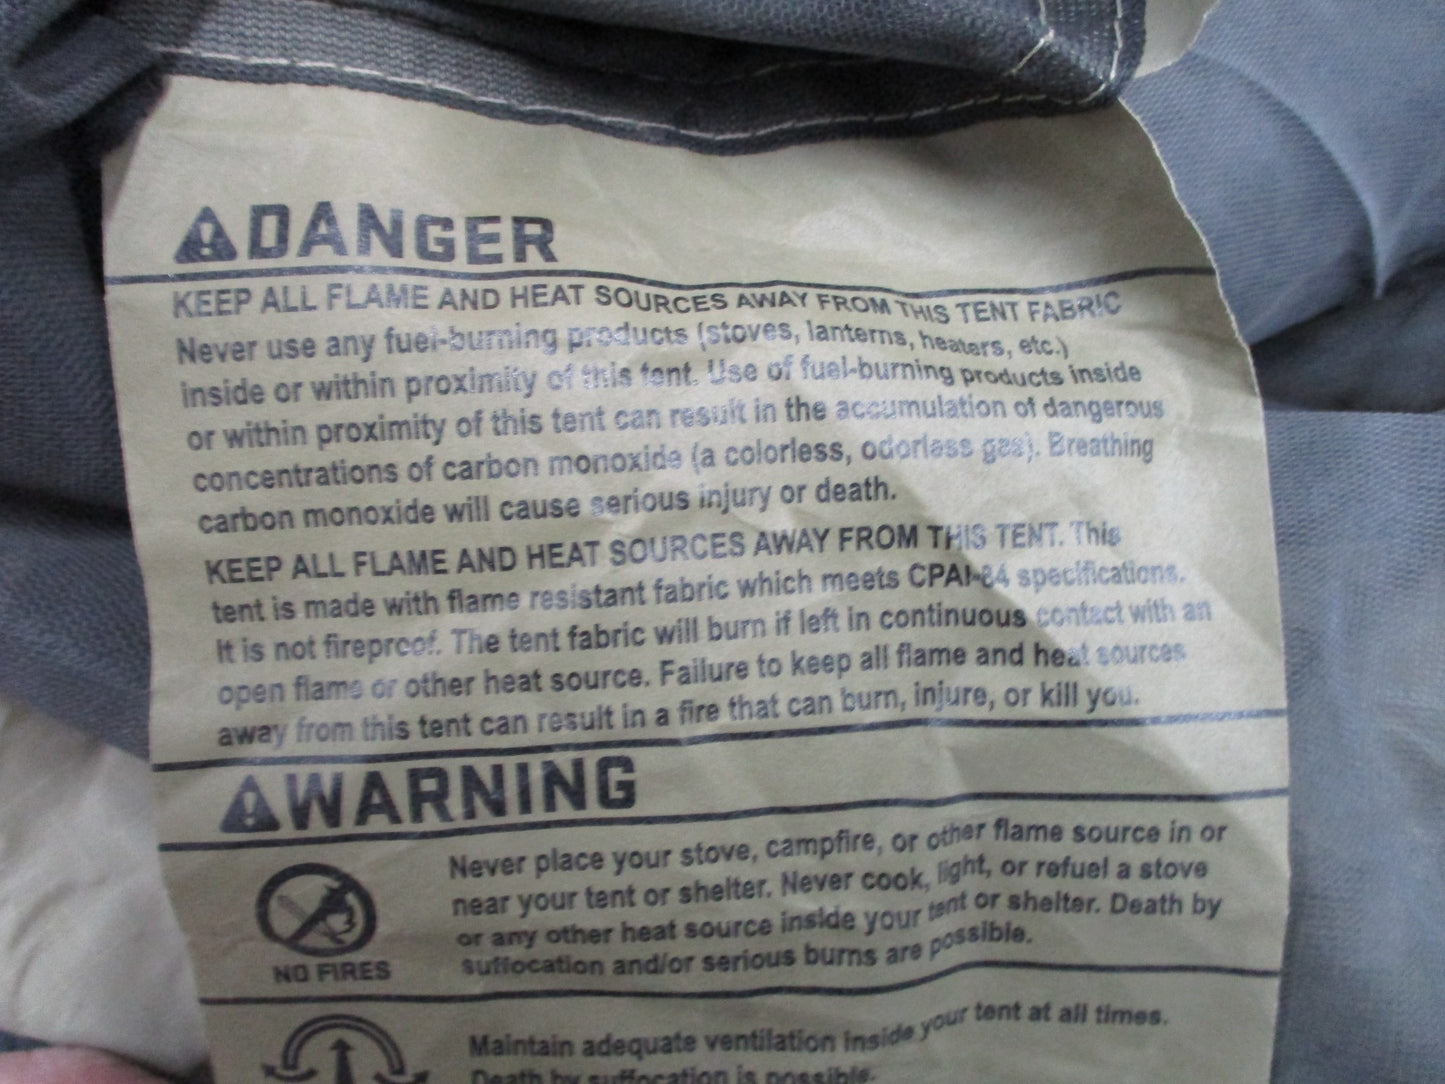 DANGER
KEEP ALL FLAME AND HEAT SOURCES AWAY FROM THIS TENT FABRIC
Never use any fuel-burning products (stoves, lanterns, heaters, etc.)
inside or within proximity of this tent. Use of fuel-burning products inside
or within proximity of this tent can result in the accumulation of dangerous
concentrations of carbon monoxide (a colorless, odorless gas). Breathing
carbon monoxide will cause serious injury or death.
KEEP ALL FLAME AND HEAT SOURCES AWAY FROM THIS TENT. This
tent is made with flame resistant fabric which meets CPAI-84 specifications.
It is not fireproof. The tent fabric will burn if left in continuous contact with an
open flame or other heat source. Failure to keep all flame and heat sources
away from this tent can result in a fire that can burn, injure, or kill you.
WARNING
Never place your stove, campfire, or other flame source in or
near your tent or shelter. Never cook, light, or refuel a stove
or any other heat source inside your tent or shelter. Death by
suffocation and/or serious burns are possible.
NO FIRES
Maintain adequate ventilation inside your tent at all times.
Death by suffocation is possible.